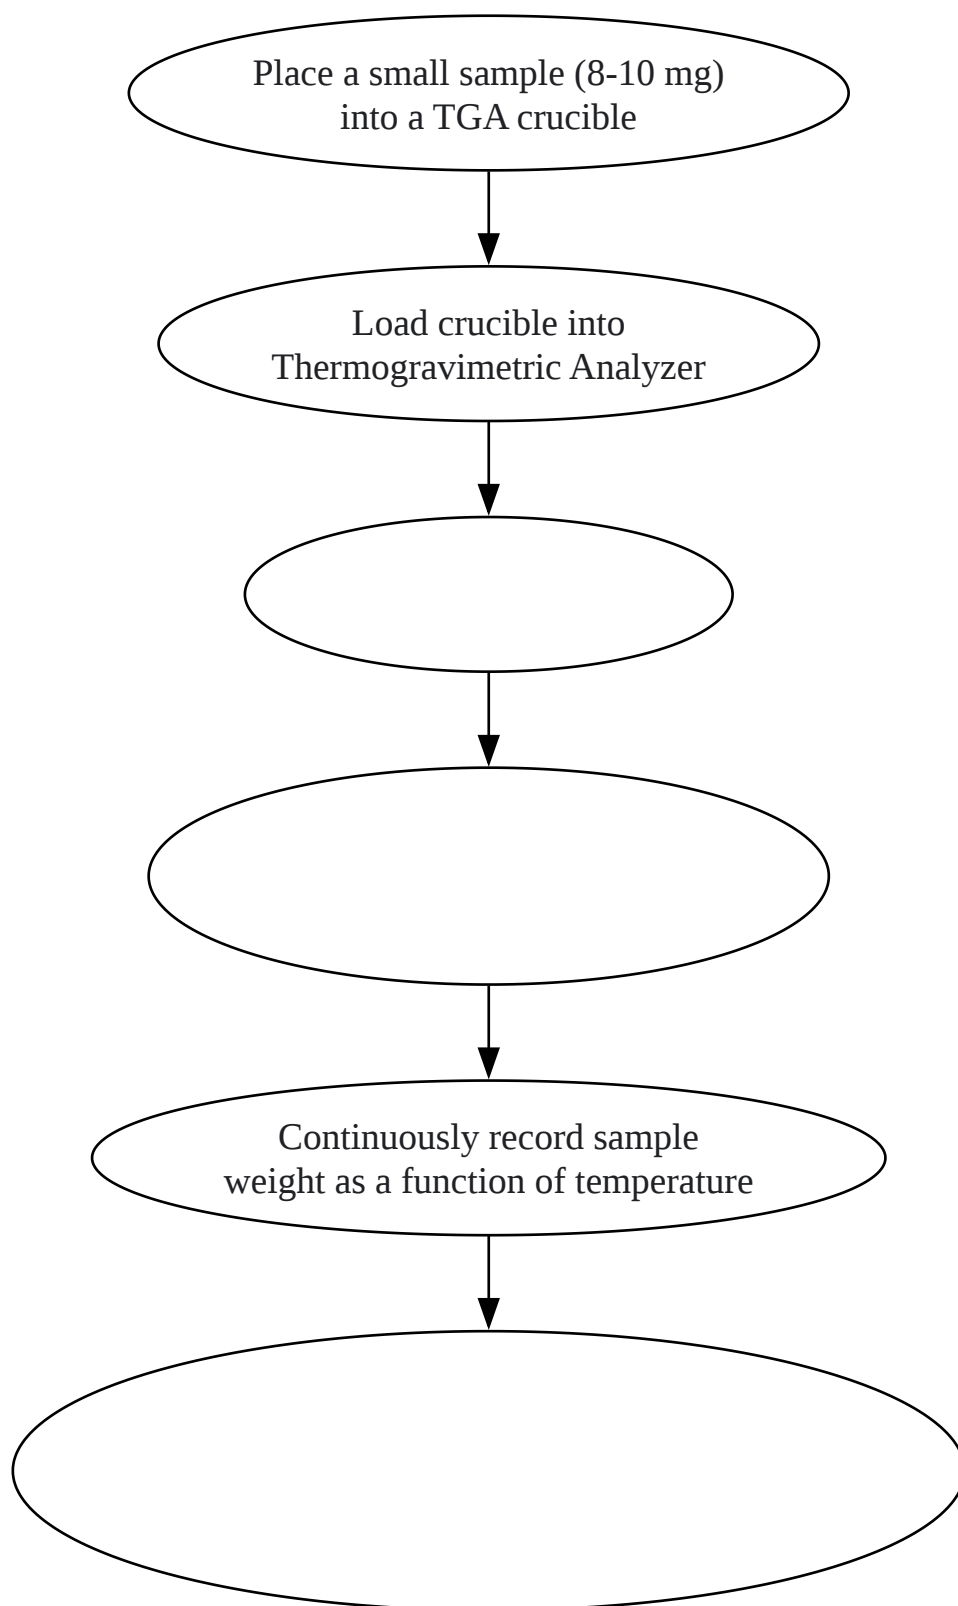 Place a small sample (8-10 mg)
into a TGA crucible
Load crucible into
Thermogravimetric Analyzer
Continuously record sample
weight as a function of temperature